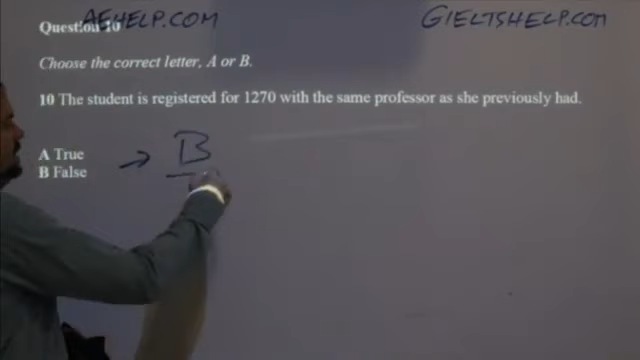 AEHELP.COM GIELTSHELP.COM
Question 10
Choose the correct letter, A or B.
10 The student is registered for 1270 with the same professor as she previously had.
A True
B False
→ B